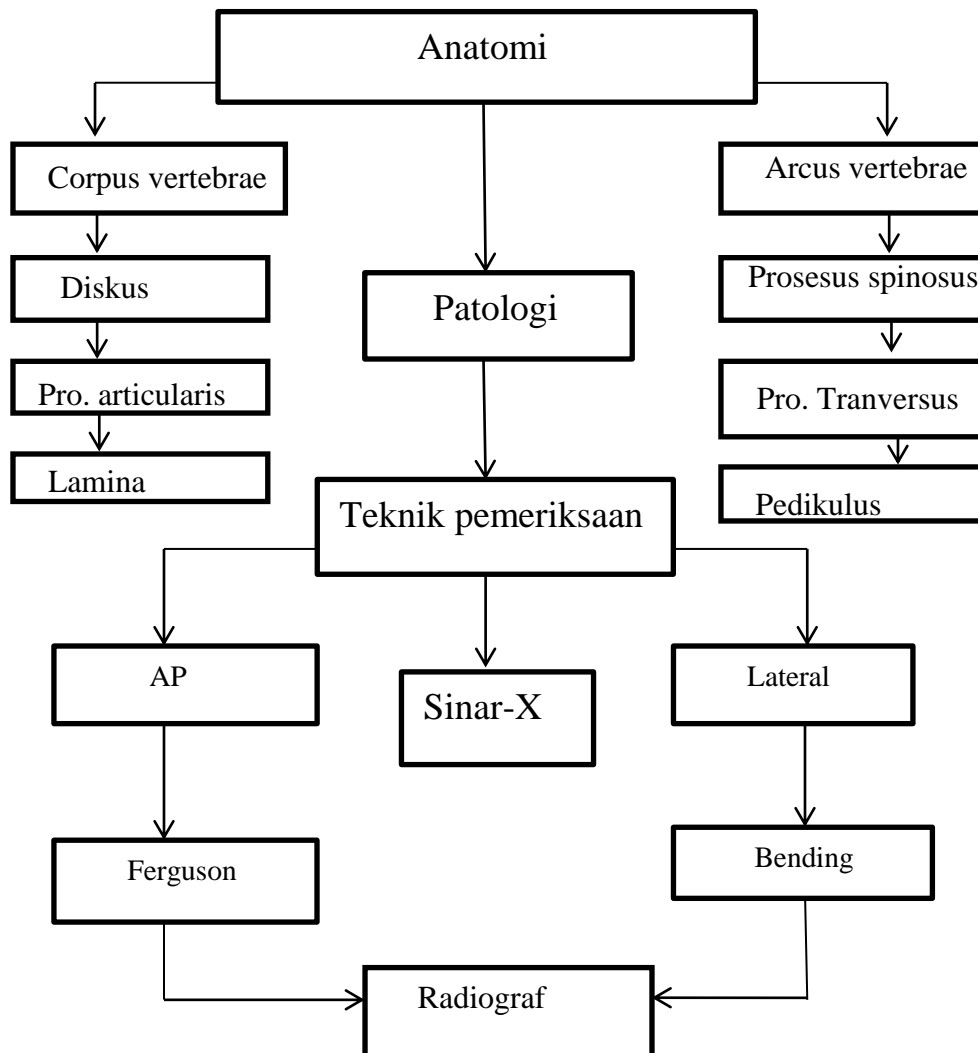 Anatomi
Corpus vertebrae
Arcus vertebrae
Diskus
Patologi
Prosesus spinosus
Pro. articularis
Pro. Tranversus
Lamina
Teknik pemeriksaan
Pedikulus
AP
Sinar-X
Lateral
Ferguson
Bending
Radiograf